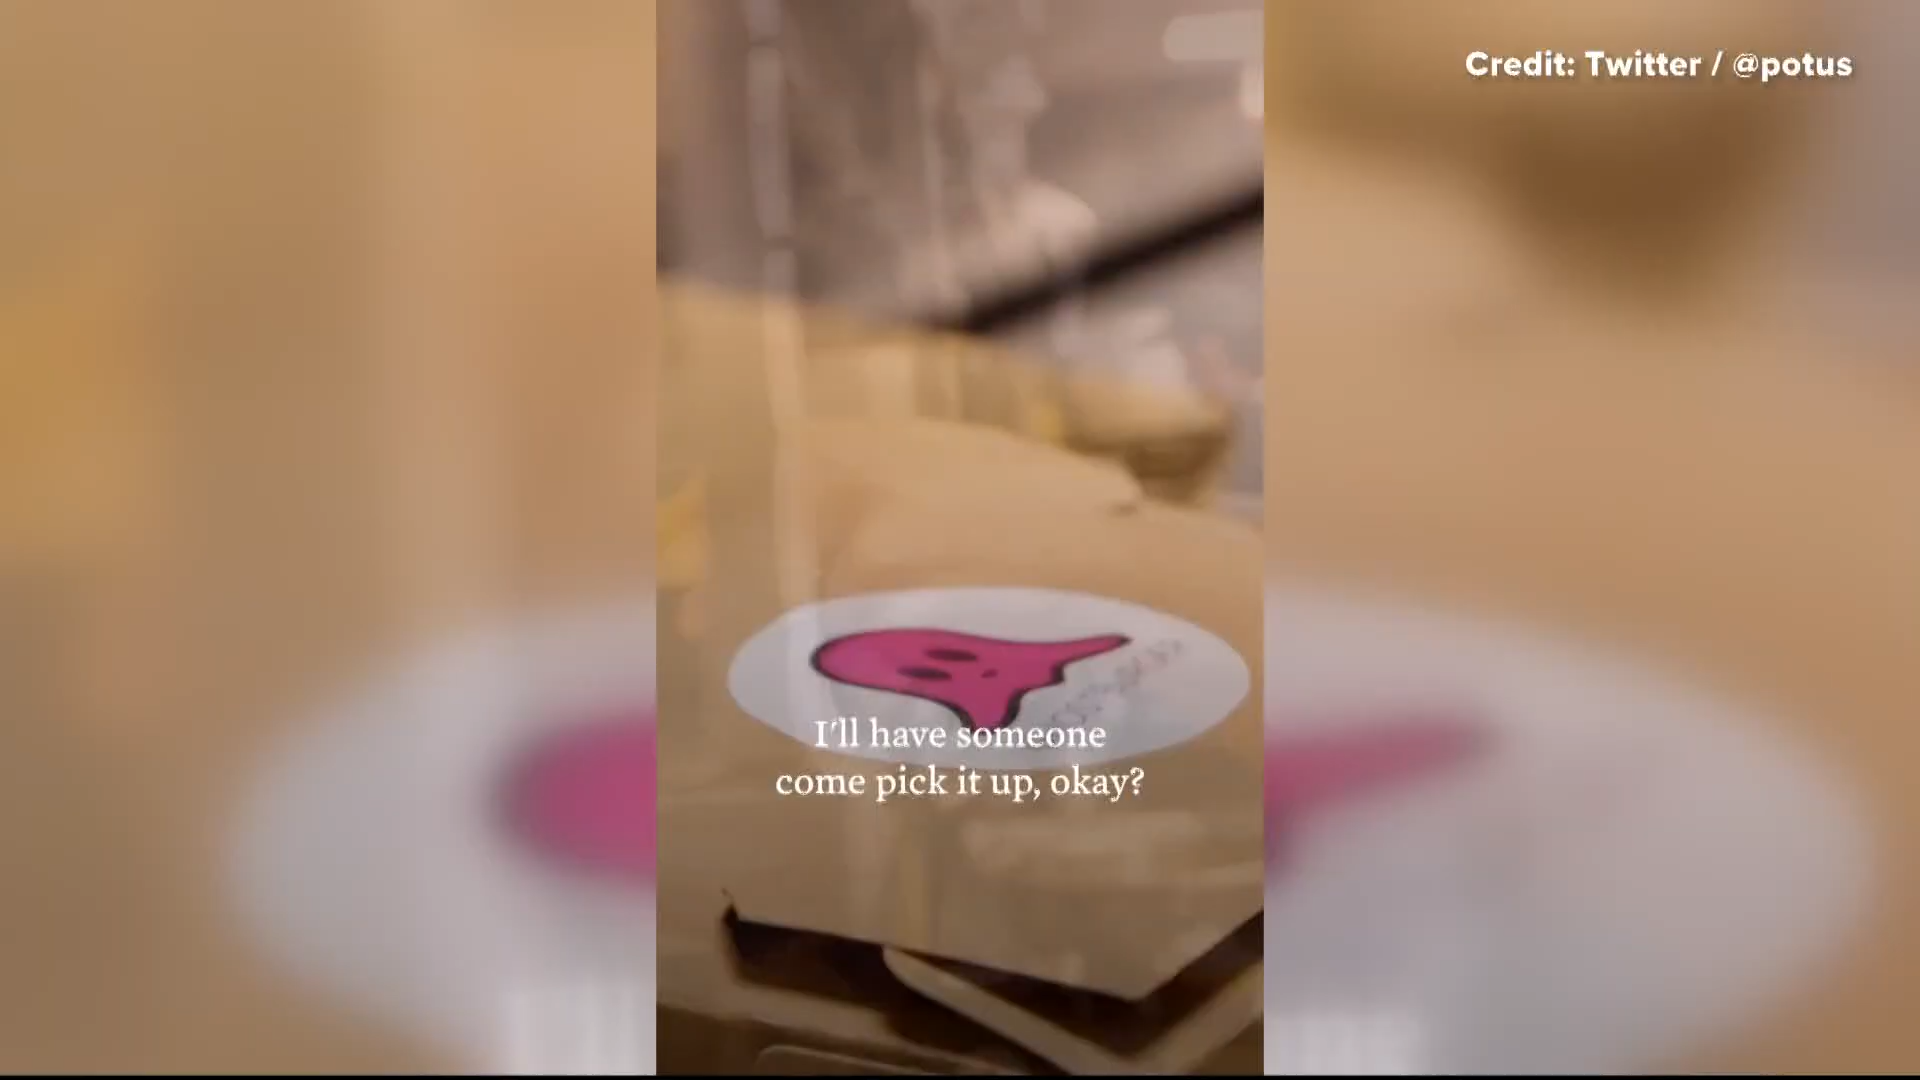 Credit: Twitter / @potus
I'll have someone
come pick it up, okay?